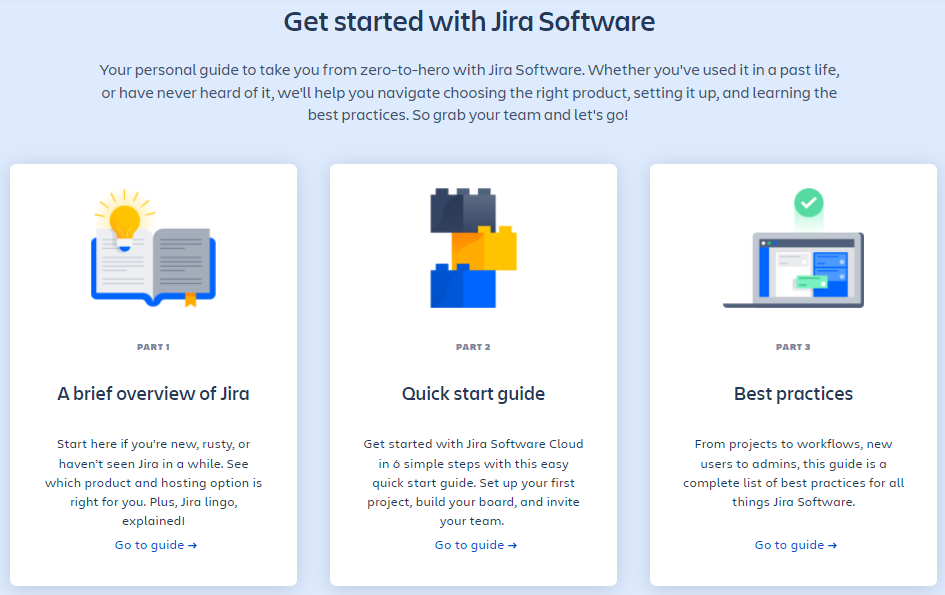 Get started with Jira Software
Your personal guide to take you from zero-to-hero with Jira Software. Whether you've used it in a past life,
or have never heard of it, we'll help you navigate choosing the right product, setting it up, and learning the
best practices. So grab your team and let's go!
PART 1
A brief overview of Jira
Start here if you're new, rusty, or
haven't seen Jira in a while. See
which product and hosting option is
right for you. Plus, Jira lingo,
explained!
Go to guide →
PART 2
Quick start guide
Get started with Jira Software Cloud
in 6 simple steps with this easy
quick start guide. Set up your first
project, build your board, and invite
your team.
Go to guide →
PART 3
Best practices
From projects to workflows, new
users to admins, this guide is a
complete list of best practices for all
things Jira Software.
Go to guide →